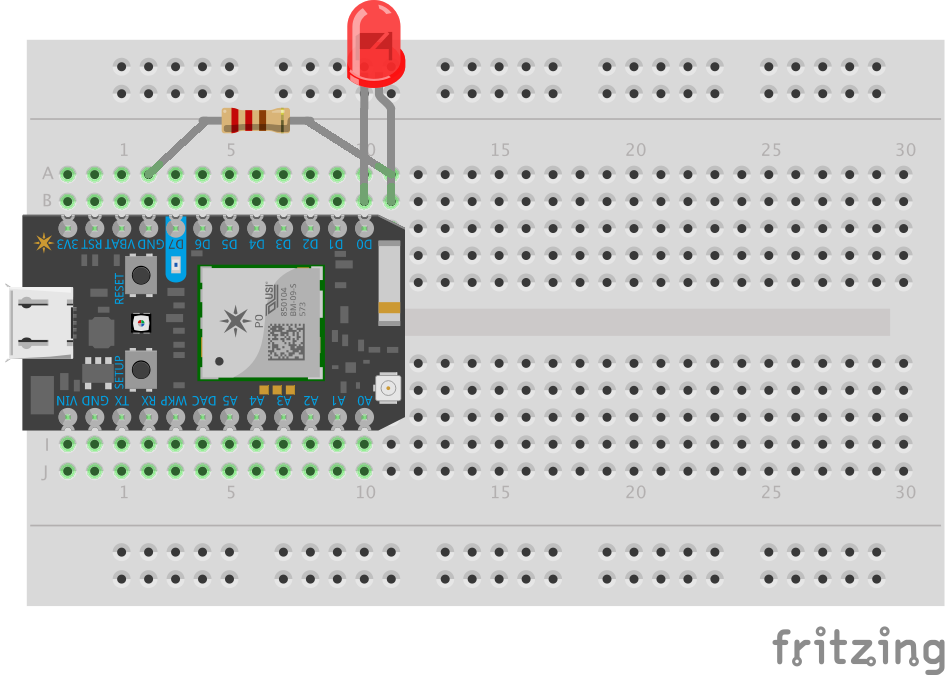 1 5 10 15 20 25 30
A
B
3V3 RST VBAT GND D7 D6 D5 D4 D3 D2 D1 D0
RESET
P0
USI
850104
BM-09-S
573
SETUP
VIN GND TX RX WKP DAC A5 A4 A3 A2 A1 A0
I
J
1 5 10 15 20 25 30
fritzing